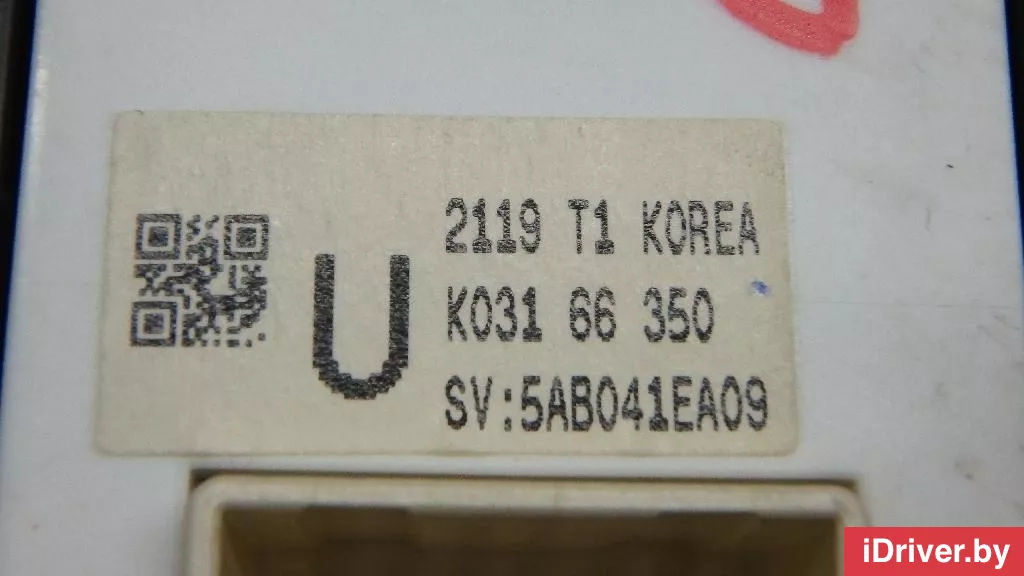 2119 T1 KOREA
U
K031 66 350
SV:5AB041EA09
iDriver.by